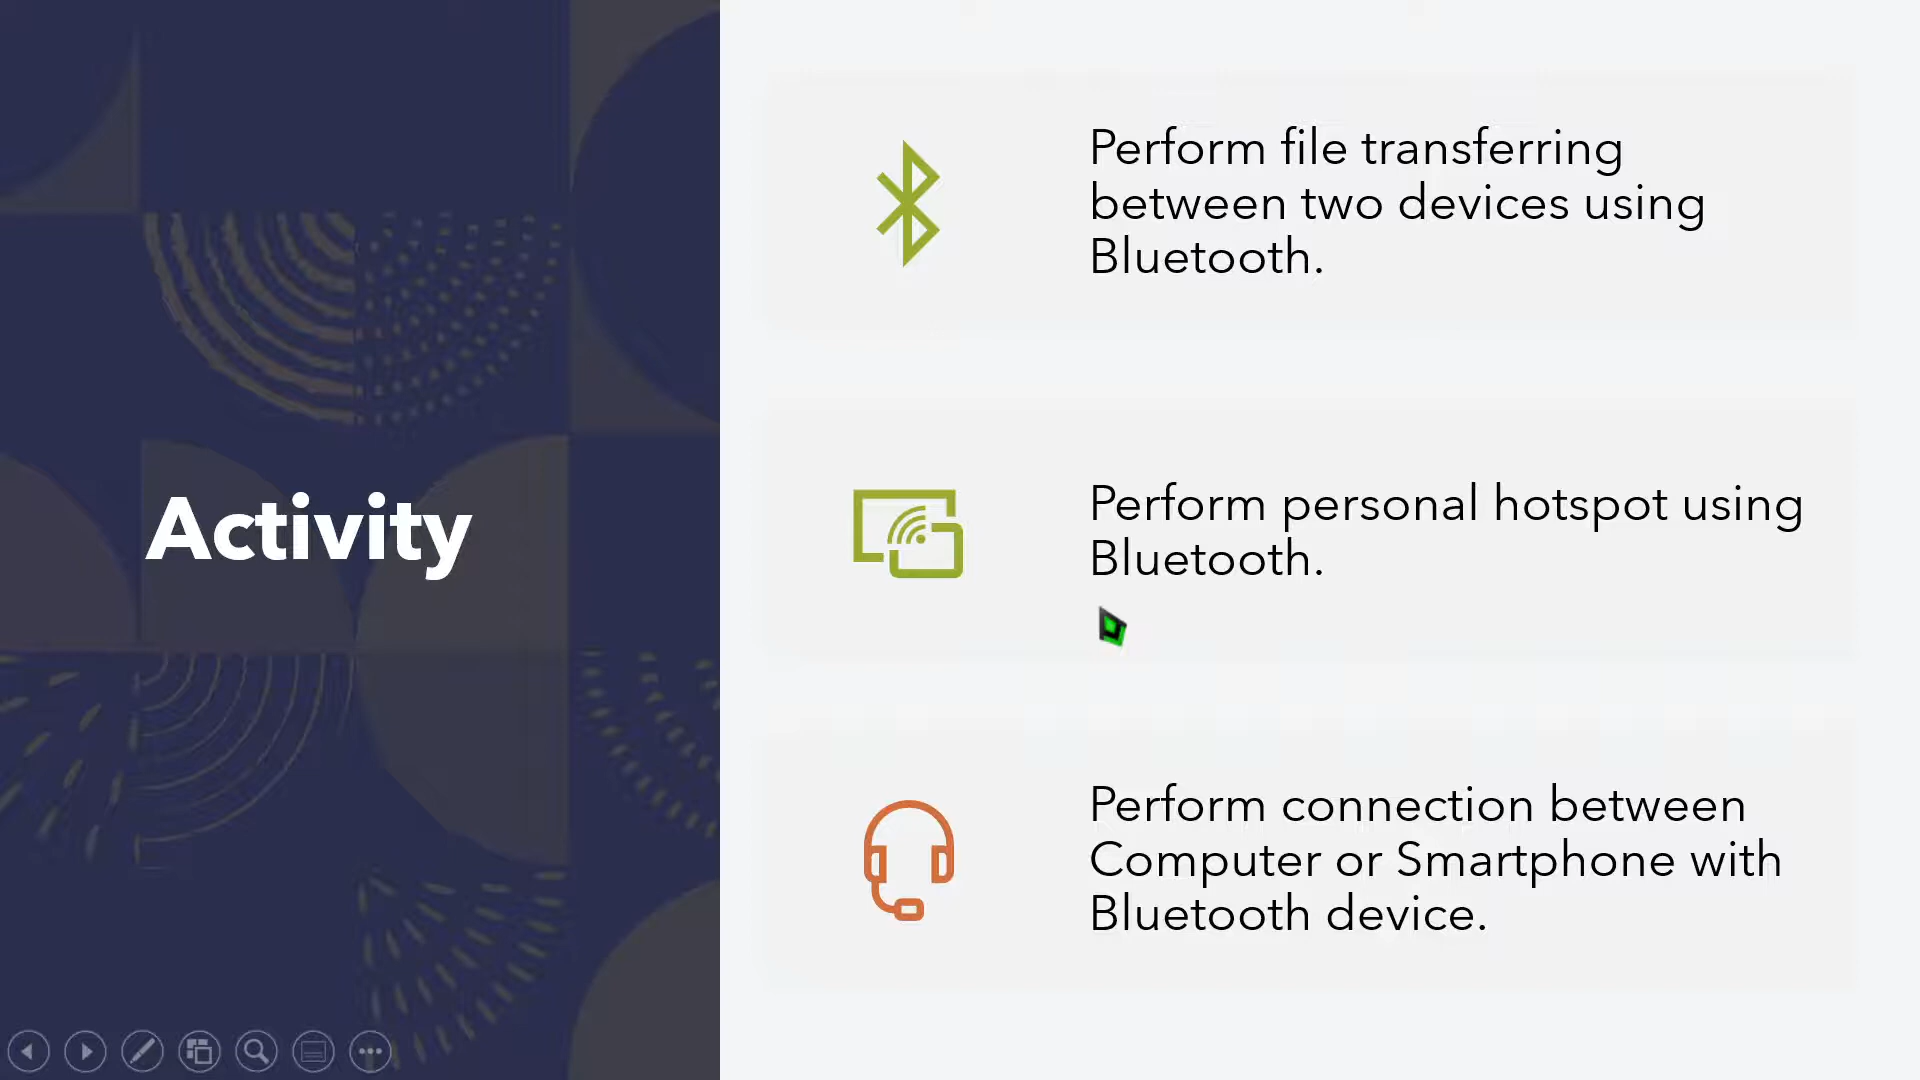 Activity
Perform file transferring
between two devices using
Bluetooth.
Perform personal hotspot using
Bluetooth.
Perform connection between
Computer or Smartphone with
Bluetooth device.